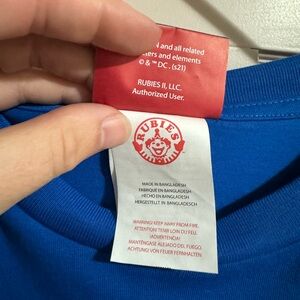 and all related
ters and elements
© & ™ DC. (s21)
RUBIES II, LLC.
Authorized User.
RUBIES
MADE IN BANGLADESH
FABRIQUÉ EN BANGLADESH
HECHO EN BANGLADESH
HERGESTELLT IN BANGLADESCH
WARNING! KEEP AWAY FROM FIRE.
ATTENTION! TENIR LOIN DU FEU.
¡ADVERTENCIA!
MANTÉNGASE ALEJADO DEL FUEGO.
ACHTUNG! VON FEUER FERNHALTEN.